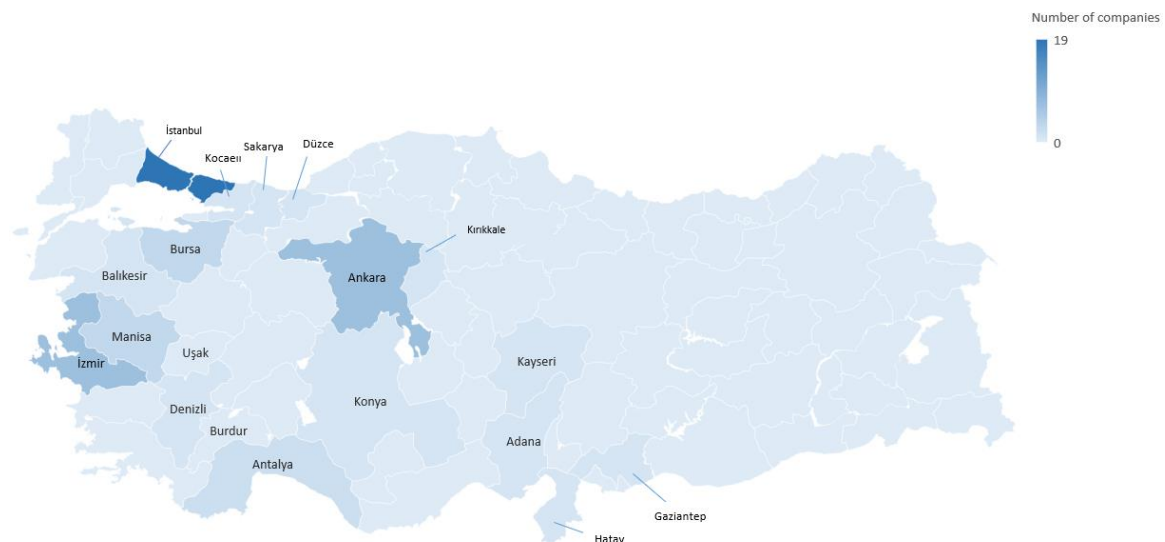 Number of companies
19
0
İstanbul
Kocaeli
Sakarya
Düzce
Kırıkkale
Bursa
Ankara
Balıkesir
Manisa
Uşak
İzmir
Kayseri
Denizli
Konya
Burdur
Adana
Antalya
Gaziantep
Hatay